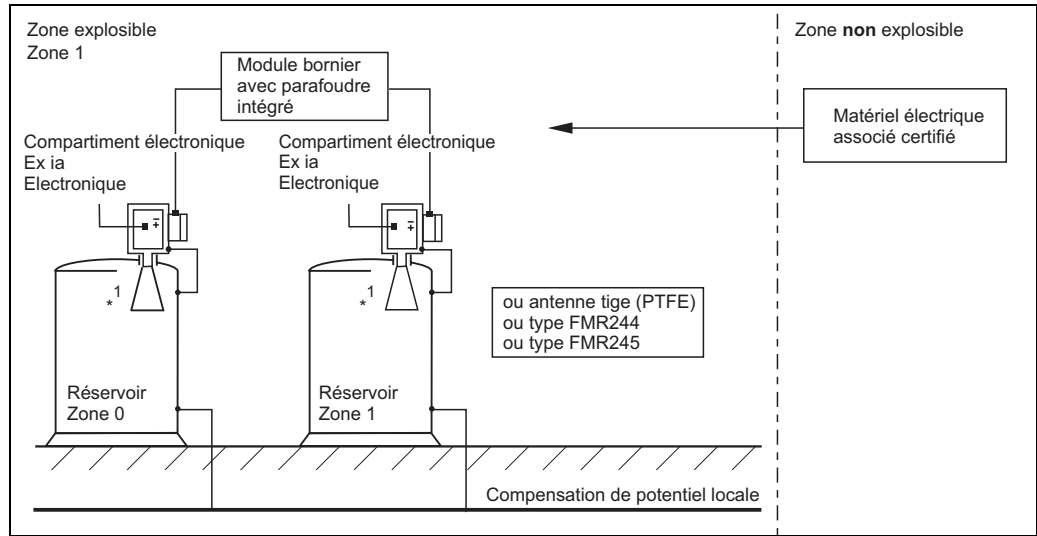 Zone explosible
Zone 1
Zone non explosible
Module bornier
avec parafoudre
intégré
Matériel électrique
associé certifié
Compartiment électronique
Ex ia
Electronique
Compartiment électronique
Ex ia
Electronique
- +
- +
*1
*1
ou antenne tige (PTFE)
ou type FMR244
ou type FMR245
Réservoir
Zone 0
Réservoir
Zone 1
Compensation de potentiel locale